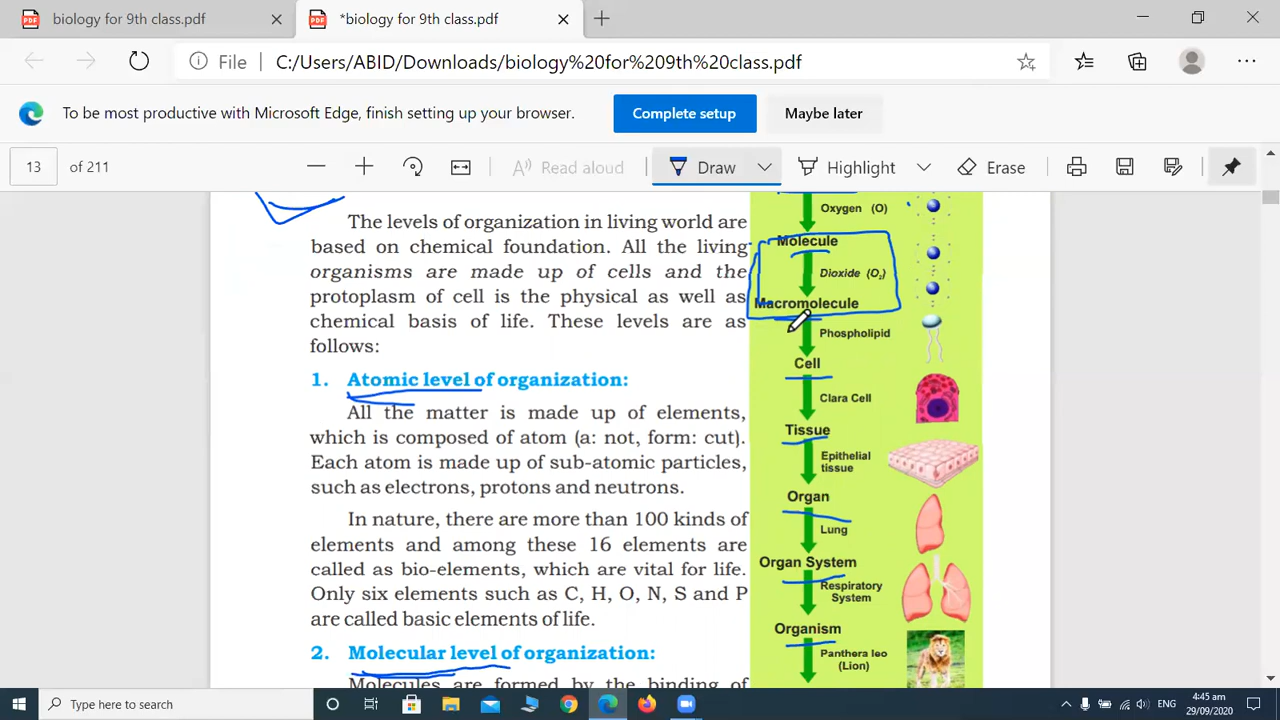 biology for 9th class.pdf
*biology for 9th class.pdf
File
C:/Users/ABID/Downloads/biology%20for%209th%20class.pdf
To be most productive with Microsoft Edge, finish setting up your browser.
Complete setup
Maybe later
13 of 211
Read aloud
Draw
Highlight
Erase
The levels of organization in living world are
based on chemical foundation. All the living
organisms are made up of cells and the
protoplasm of cell is the physical as well as
chemical basis of life. These levels are as
follows:
1. Atomic level of organization:
All the matter is made up of elements,
which is composed of atom (a: not, form: cut).
Each atom is made up of sub-atomic particles,
such as electrons, protons and neutrons.
In nature, there are more than 100 kinds of
elements and among these 16 elements are
called as bio-elements, which are vital for life.
Only six elements such as C, H, O, N, S and P
are called basic elements of life.
2. Molecular level of organization:
Molecules are formed by the binding of
Oxygen (O)
Molecule
Dioxide (O₂)
Macromolecule
Phospholipid
Cell
Clara Cell
Tissue
Epithelial
tissue
Organ
Lung
Organ System
Respiratory
System
Organism
Panthera leo
(Lion)
Type here to search
ENG
4:45 am
29/09/2020